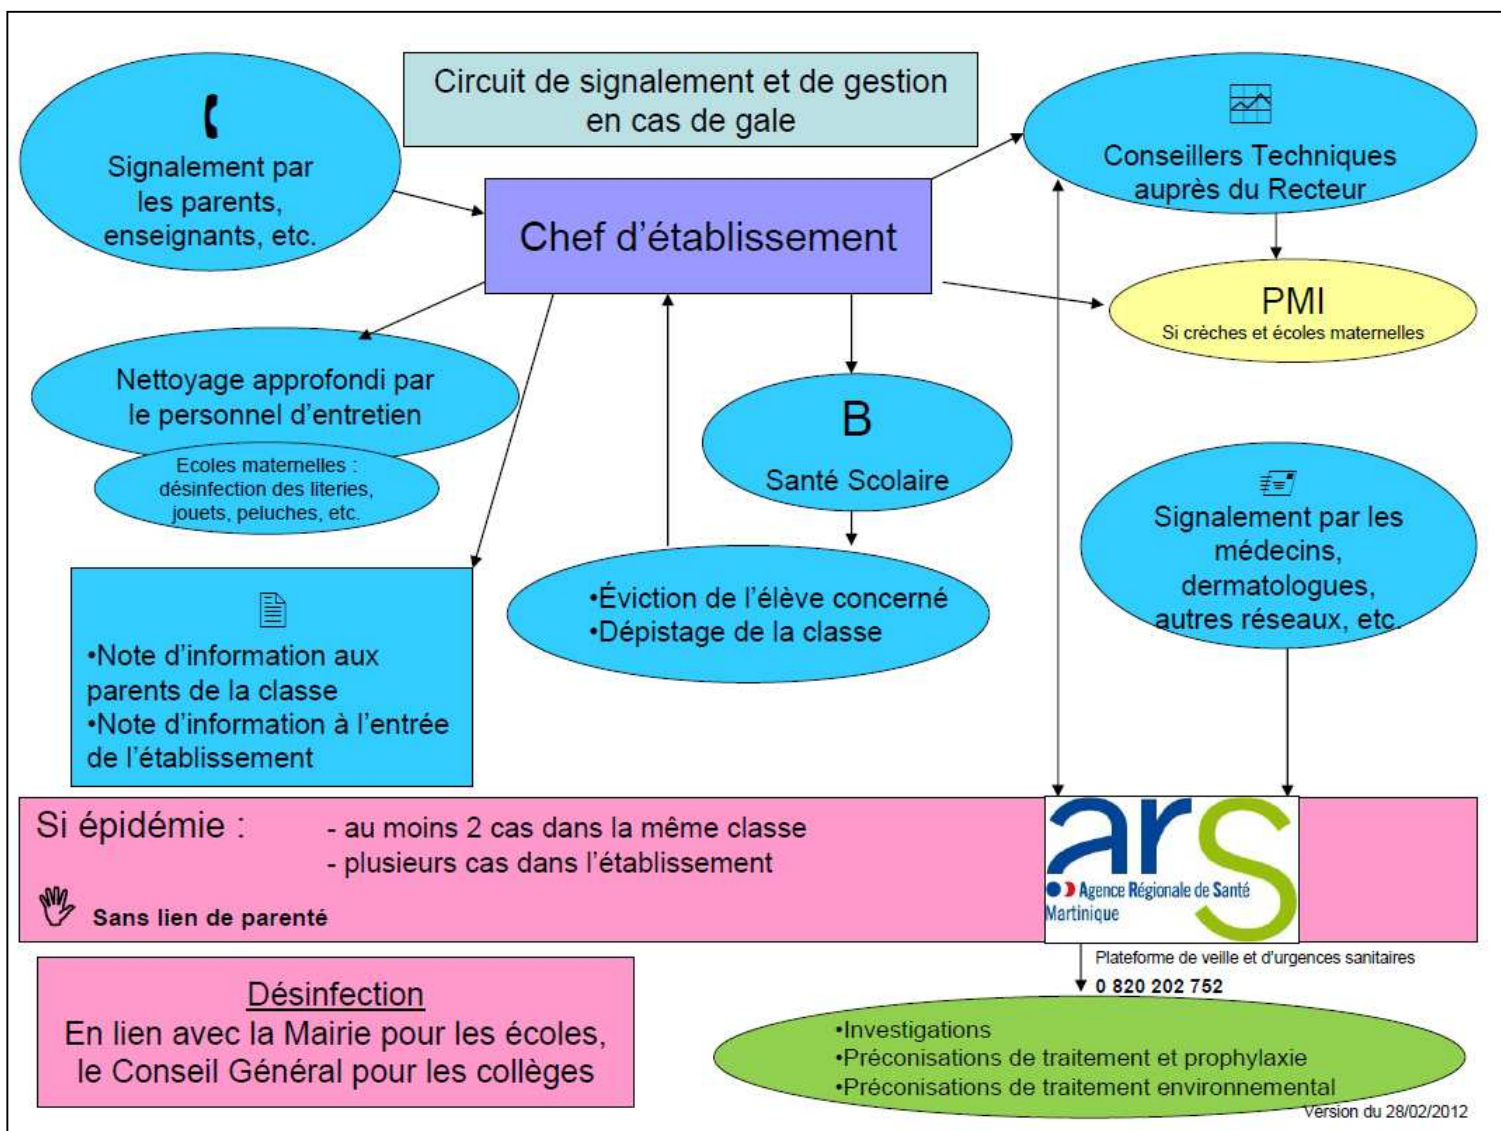 Circuit de signalement et de gestion
en cas de gale
Signalement par
les parents,
enseignants, etc.
Conseillers Techniques
auprès du Recteur
Chef d'établissement
PMI
Si crèches et écoles maternelles
Nettoyage approfondi par
le personnel d'entretien
Ecoles maternelles :
désinfection des literies,
jouets, peluches, etc.
B
Santé Scolaire
Signalement par les
médecins,
dermatologues,
autres réseaux, etc.
•Éviction de l'élève concerné
•Dépistage de la classe
•Note d'information aux
parents de la classe
•Note d'information à l'entrée
de l'établissement
Si épidémie :
- au moins 2 cas dans la même classe
- plusieurs cas dans l'établissement
Sans lien de parenté
ars
Agence Régionale de Santé
Martinique
Plateforme de veille et d'urgences sanitaires
0 820 202 752
Désinfection
En lien avec la Mairie pour les écoles,
le Conseil Général pour les collèges
•Investigations
•Préconisations de traitement et prophylaxie
•Préconisations de traitement environnemental
Version du 28/02/2012